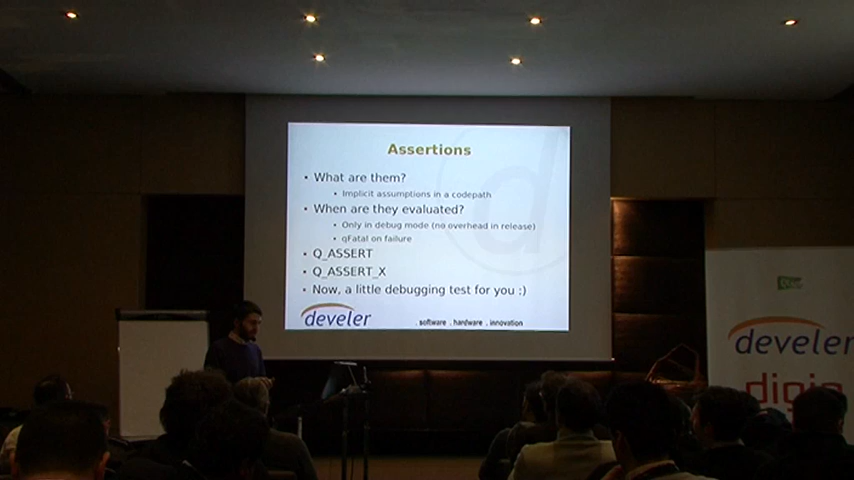 Assertions
• What are them?
• Implicit assumptions in a codepath
• When are they evaluated?
• Only in debug mode (no overhead in release)
• qFatal on failure
• Q_ASSERT
• Q_ASSERT_X
• Now, a little debugging test for you :)
develer
. software . hardware . innovation
develer